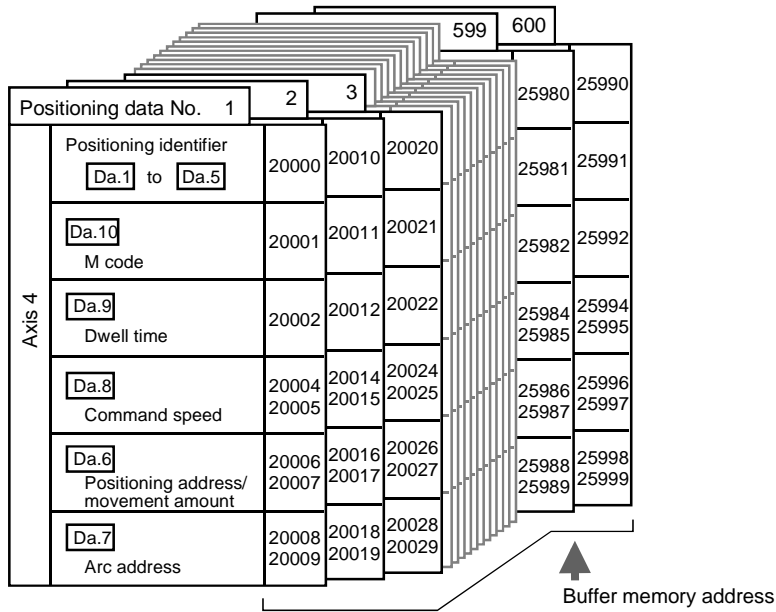 599 600
Positioning data No. 1 2 3
Axis 4
Positioning identifier
Da.1 to Da.5
20000 20010 20020 25980 25990
Da.10
M code
20001 20011 20021 25981 25991
Da.9
Dwell time
20002 20012 20022 25982 25992
Da.8
Command speed
20004 20014 20024 25984 25994
20005 20015 20025 25985 25995
Da.6
Positioning address/
movement amount
20006 20016 20026 25986 25996
20007 20017 20027 25987 25997
Da.7
Arc address
20008 20018 20028 25988 25998
20009 20019 20029 25989 25999
Buffer memory address